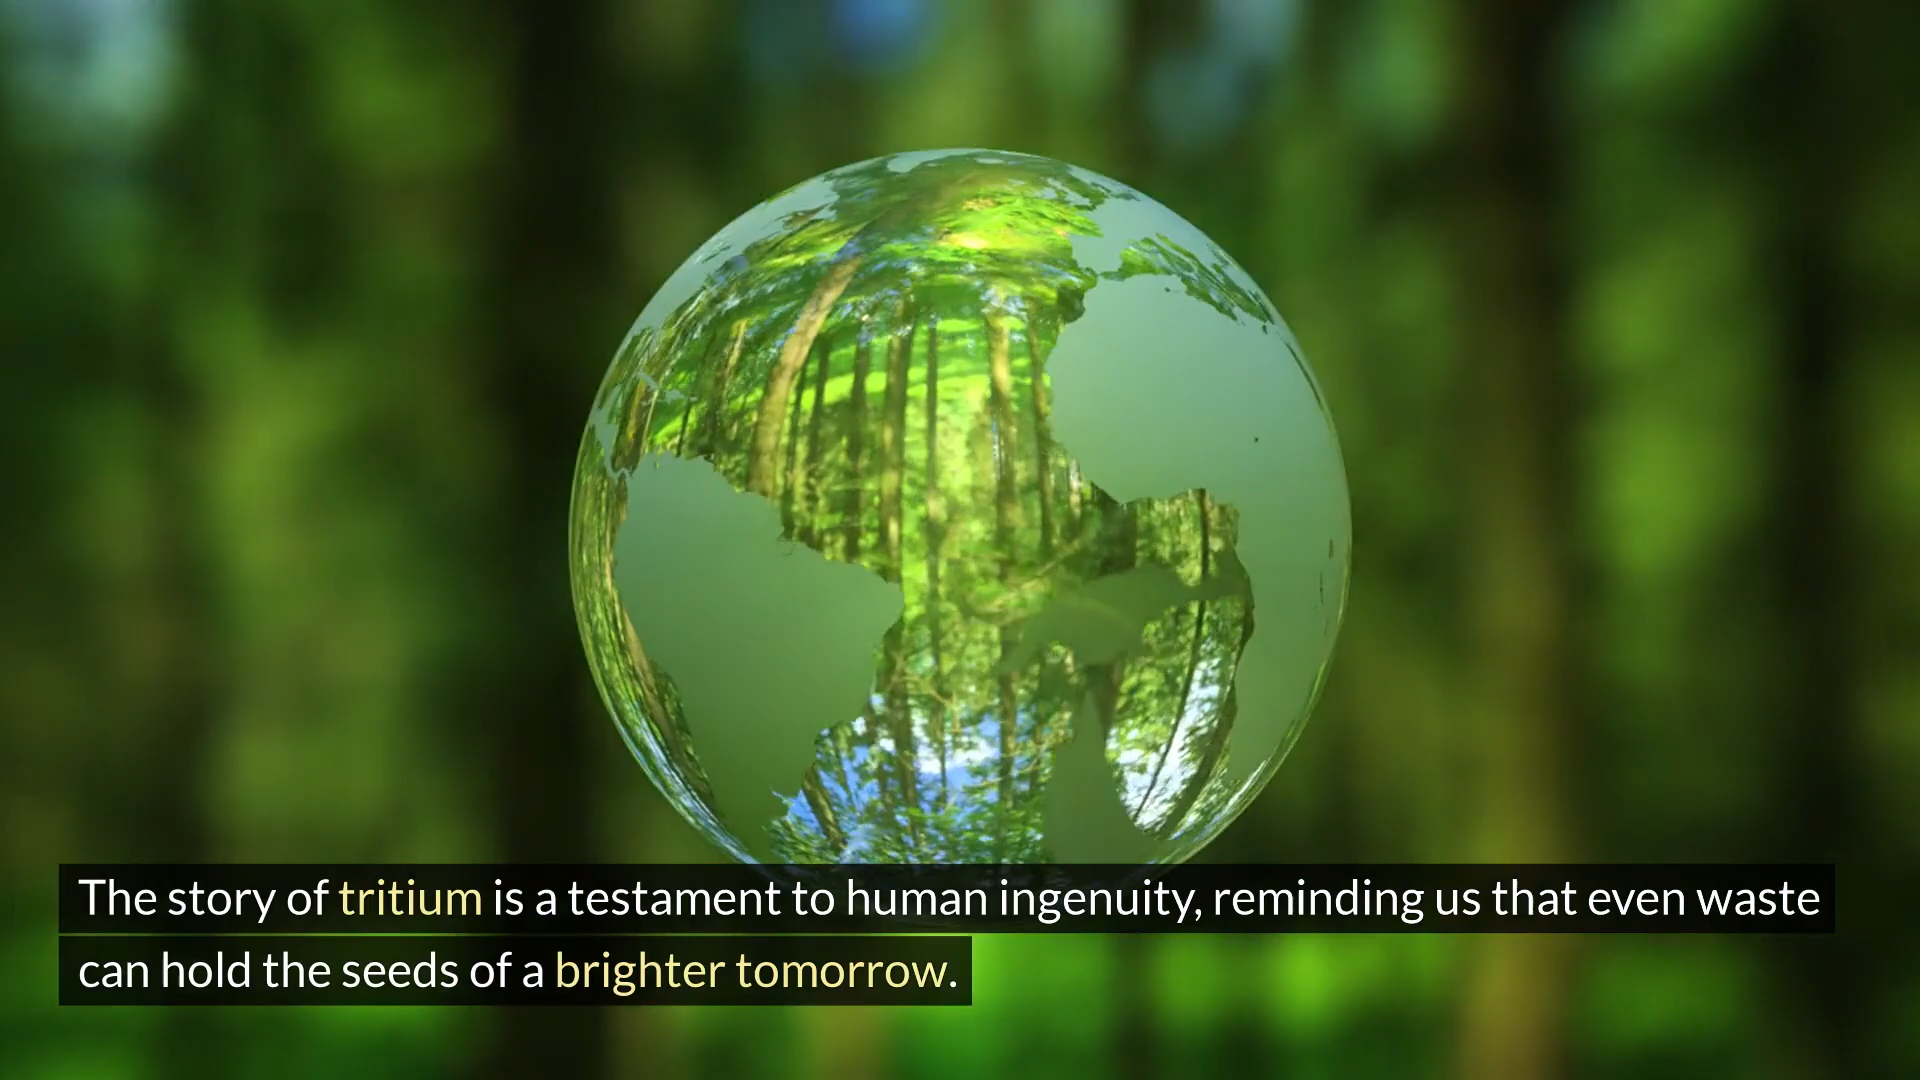 The story of tritium is a testament to human ingenuity, reminding us that even waste
can hold the seeds of a brighter tomorrow.